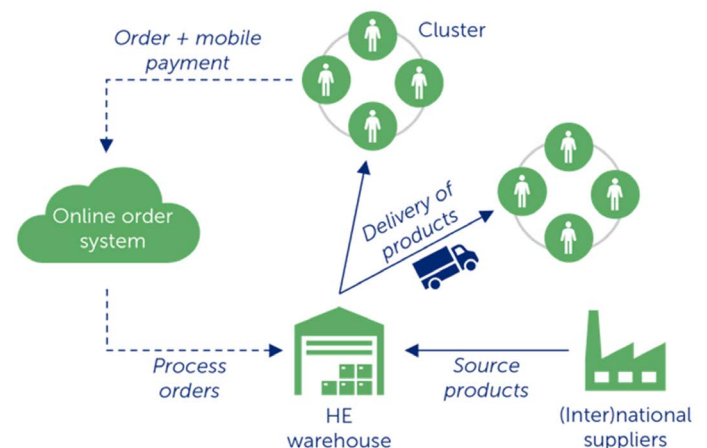 Order + mobile
payment
Cluster
Online order
system
Delivery of
products
Process
orders
HE
warehouse
Source
products
(Inter)national
suppliers